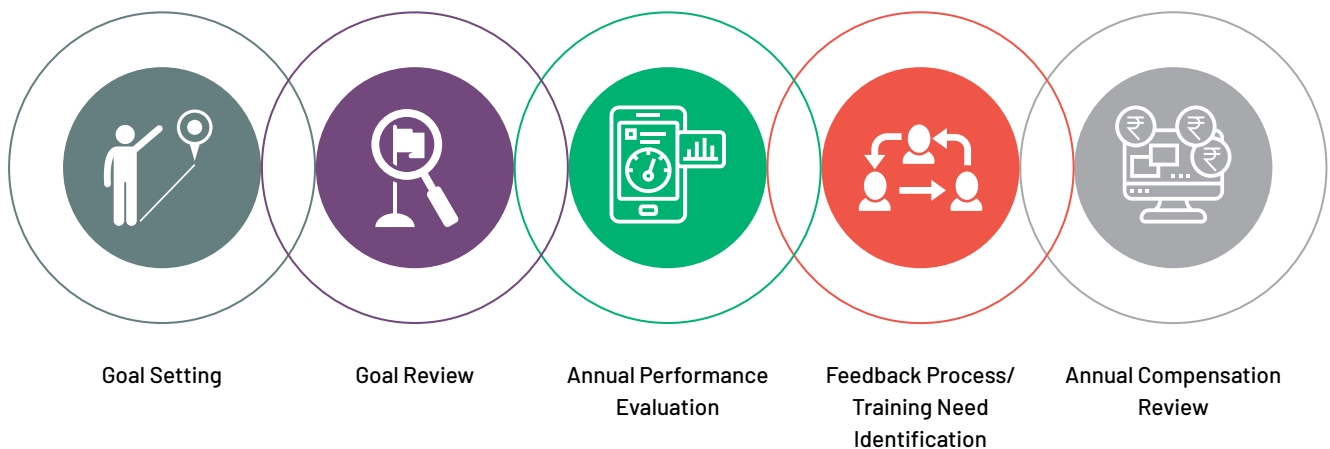 Goal Setting
Goal Review
Annual Performance
Evaluation
Feedback Process/
Training Need
Identification
Annual Compensation
Review